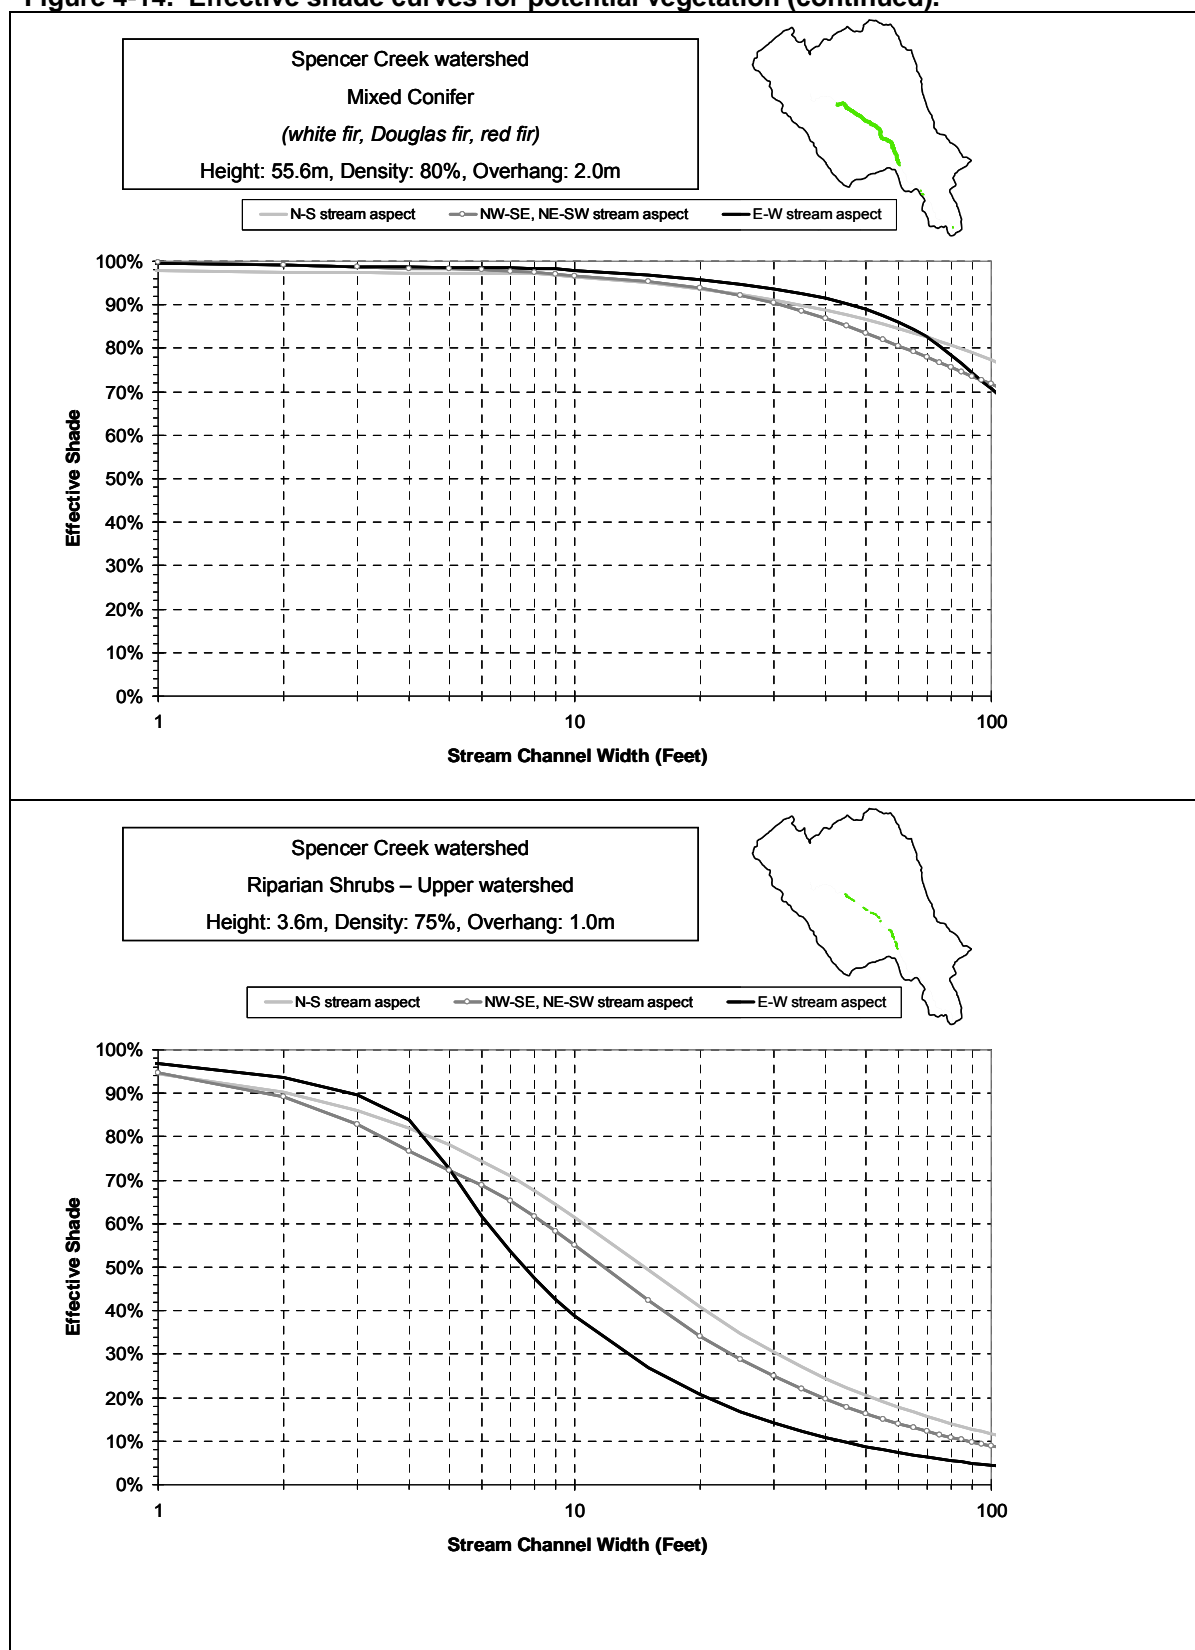 Figure 4-14. Effective shade curves for potential vegetation (continued).
Spencer Creek watershed
Mixed Conifer
(white fir, Douglas fir, red fir)
Height: 55.6m, Density: 80%, Overhang: 2.0m
N-S stream aspect
NW-SE, NE-SW stream aspect
E-W stream aspect
100%
90%
80%
70%
60%
50%
40%
30%
20%
10%
0%
Effective Shade
1
10
100
Stream Channel Width (Feet)
Spencer Creek watershed
Riparian Shrubs – Upper watershed
Height: 3.6m, Density: 75%, Overhang: 1.0m
N-S stream aspect
NW-SE, NE-SW stream aspect
E-W stream aspect
100%
90%
80%
70%
60%
50%
40%
30%
20%
10%
0%
Effective Shade
1
10
100
Stream Channel Width (Feet)